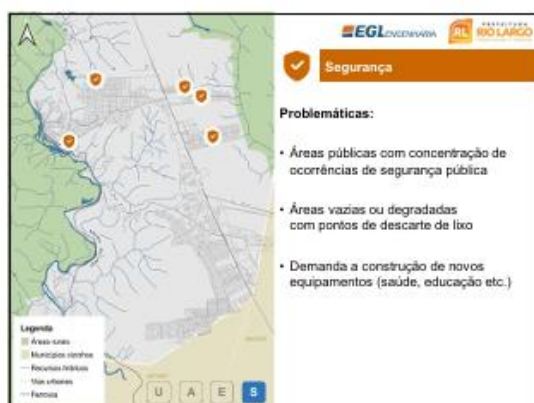 EGL ENGENHARIA
PREFEITURA
RL RIO LARGO
Segurança
Problemáticas:
• Áreas públicas com concentração de
ocorrências de segurança pública
• Áreas vazias ou degradadas
com pontos de descarte de lixo
• Demanda a construção de novos
equipamentos (saúde, educação etc.)
Legenda
Áreas rurais
Municípios vizinhos
Recursos hídricos
Vias urbanas
Ferrovia
U A E S